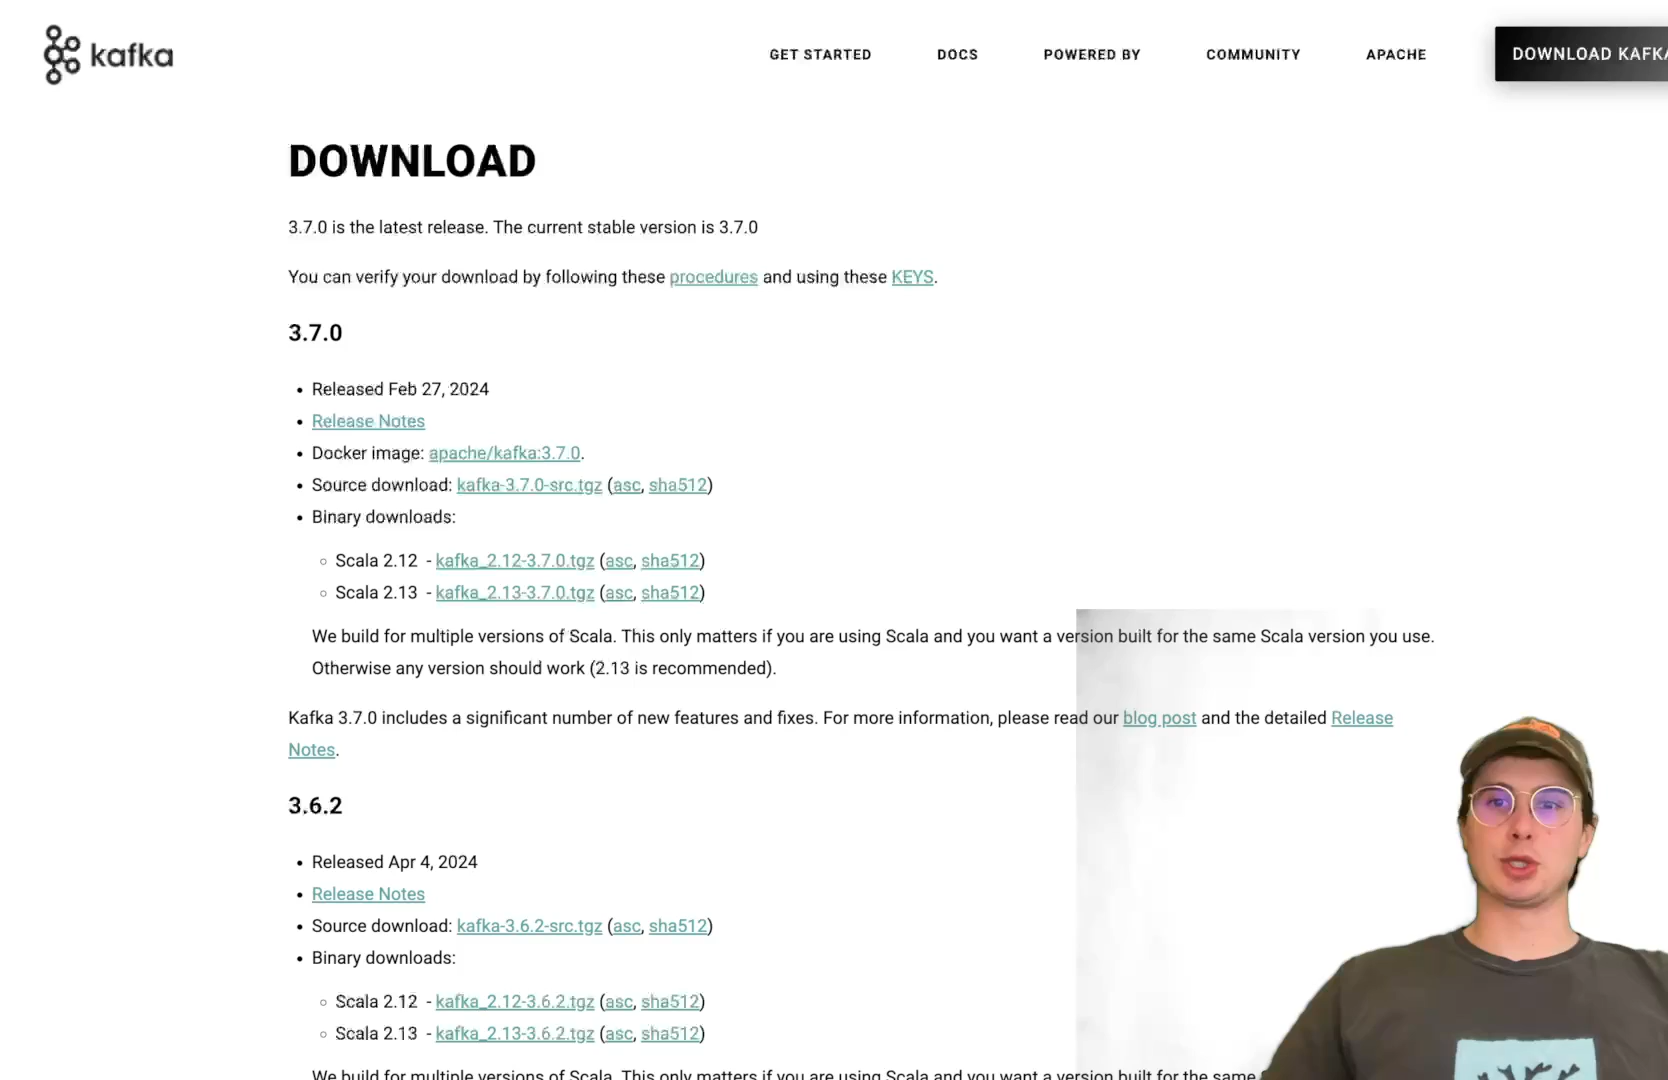 kafka
GET STARTED DOCS POWERED BY COMMUNITY APACHE DOWNLOAD KAFKA
DOWNLOAD
3.7.0 is the latest release. The current stable version is 3.7.0
You can verify your download by following these procedures and using these KEYS.
3.7.0
• Released Feb 27, 2024
• Release Notes
• Docker image: apache/kafka:3.7.0.
• Source download: kafka-3.7.0-src.tgz (asc, sha512)
• Binary downloads:
◦ Scala 2.12 - kafka_2.12-3.7.0.tgz (asc, sha512)
◦ Scala 2.13 - kafka_2.13-3.7.0.tgz (asc, sha512)
We build for multiple versions of Scala. This only matters if you are using Scala and you want a version built for the same Scala version you use.
Otherwise any version should work (2.13 is recommended).
Kafka 3.7.0 includes a significant number of new features and fixes. For more information, please read our blog post and the detailed Release
Notes.
3.6.2
• Released Apr 4, 2024
• Release Notes
• Source download: kafka-3.6.2-src.tgz (asc, sha512)
• Binary downloads:
◦ Scala 2.12 - kafka_2.12-3.6.2.tgz (asc, sha512)
◦ Scala 2.13 - kafka_2.13-3.6.2.tgz (asc, sha512)
We build for multiple versions of Scala. This only matters if you are using Scala and you want a version built for the same